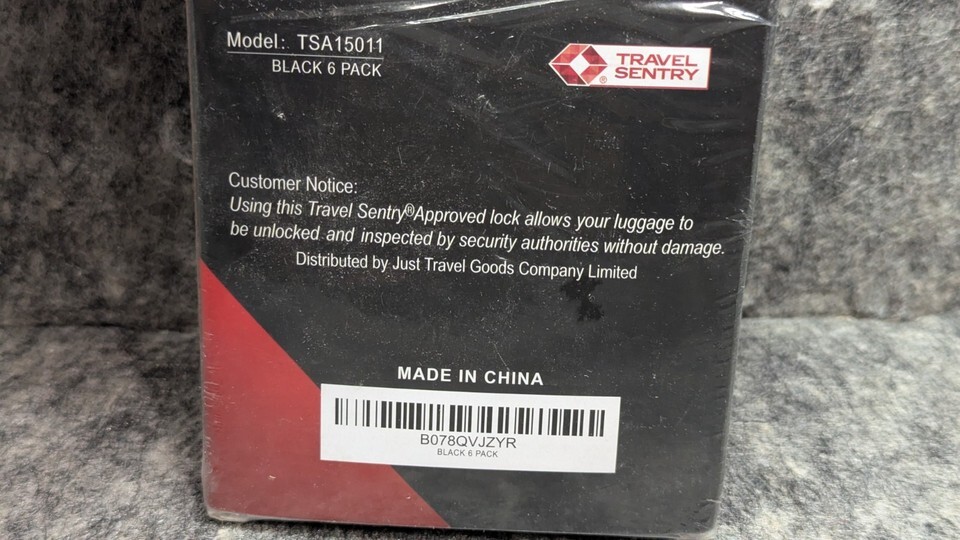 Model: TSA15011
BLACK 6 PACK
® TRAVEL
SENTRY
Customer Notice:
Using this Travel Sentry®Approved lock allows your luggage to
be unlocked and inspected by security authorities without damage.
Distributed by Just Travel Goods Company Limited
MADE IN CHINA
B078QVJZYR
BLACK 6 PACK